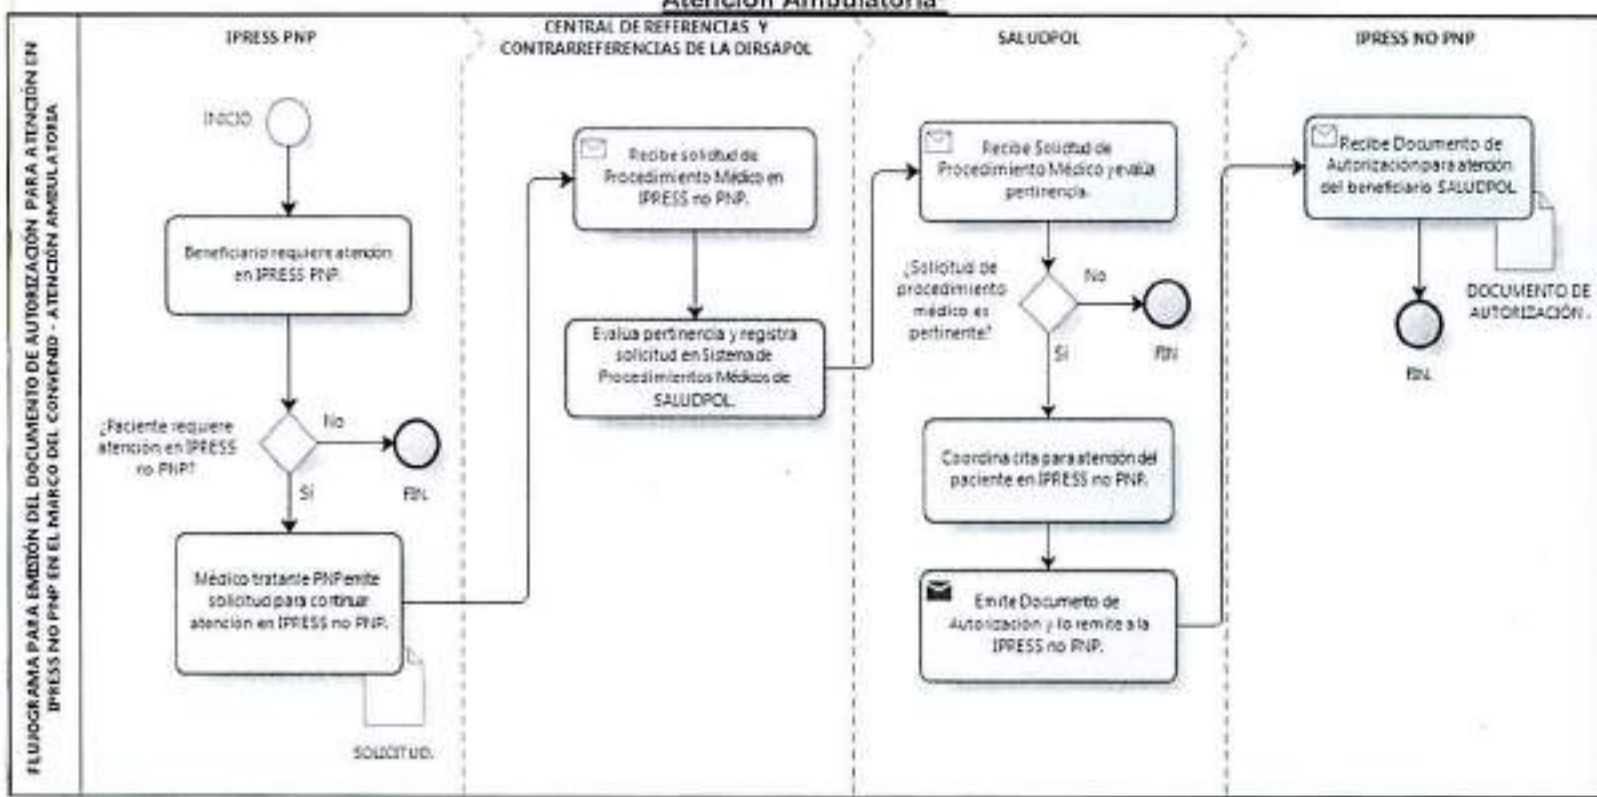 Atención Ambulatoria
FLUJOGRAMA PARA EMISIÓN DEL DOCUMENTO DE AUTORIZACIÓN PARA ATENCIÓN EN
IPRESS NO PNP EN EL MARCO DEL CONVENIO - ATENCIÓN AMBULATORIA
IPRESS PNP
INICIO
Beneficiario requiere atención
en IPRESS PNP.
¿Paciente requiere
atención en IPRESS
no PNP?
No
FIN.
Sí
Médico tratante PNP emite
solicitud para continuar
atención en IPRESS no PNP.
SOLICITUD.
CENTRAL DE REFERENCIAS Y
CONTRARREFERENCIAS DE LA DIRSAPOL
Recibe solicitud de
Procedimiento Médico en
IPRESS no PNP.
Evalua pertinencia y registra
solicitud en Sistema de
Procedimientos Médicos de
SALUDPOL.
SALUDPOL
Recibe Solicitud de
Procedimiento Médico y evalúa
pertinencia.
¿Solicitud de
procedimiento
médico es
pertinente?
No
FIN
Sí
Coordina cita para atención del
paciente en IPRESS no PNP.
Emite Documento de
Autorización y lo remite a la
IPRESS no PNP.
IPRESS NO PNP
Recibe Documento de
Autorización para atención
del beneficiario SALUDPOL
DOCUMENTO DE
AUTORIZACIÓN .
FIN.